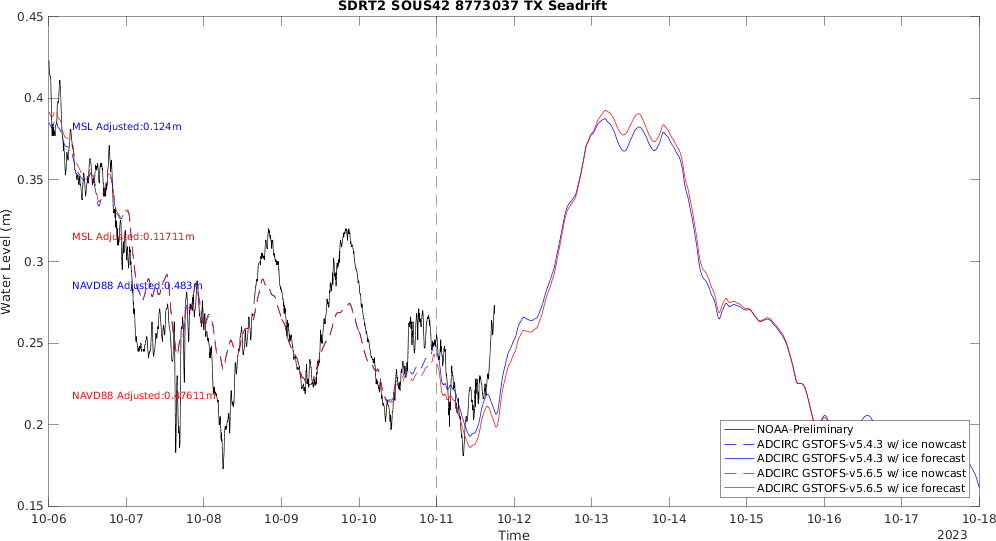 SDRT2 SOUS42 8773037 TX Seadrift
Water Level (m)
0.45
0.4
0.35
0.3
0.25
0.2
0.15
MSL Adjusted:0.124m
MSL Adjusted:0.11711m
NAVD88 Adjusted:0.483m
NAVD88 Adjusted:0.47611m
NOAA-Preliminary
ADCIRC GSTOFS-v5.4.3 w/ ice nowcast
ADCIRC GSTOFS-v5.4.3 w/ ice forecast
ADCIRC GSTOFS-v5.6.5 w/ ice nowcast
ADCIRC GSTOFS-v5.6.5 w/ ice forecast
10-06 10-07 10-08 10-09 10-10 10-11 10-12 10-13 10-14 10-15 10-16 10-17 10-18
Time
2023